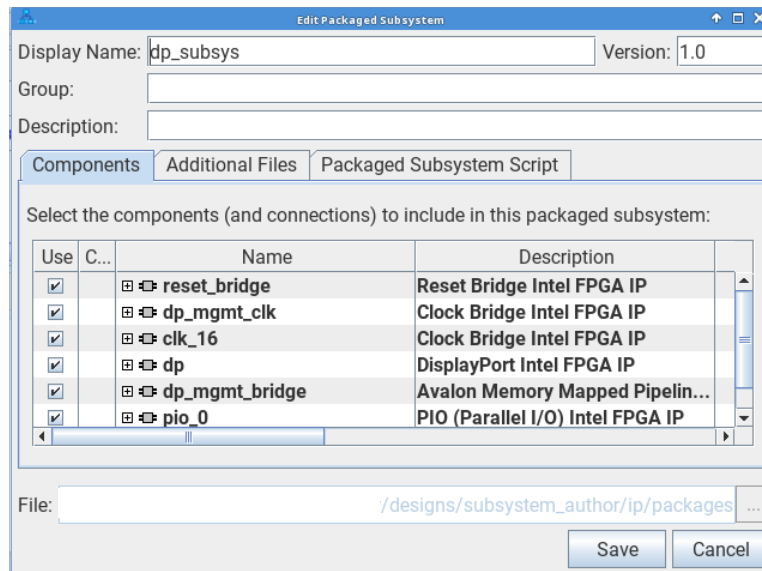 Edit Packaged Subsystem
Display Name: dp_subsys Version: 1.0
Group:
Description:
Components Additional Files Packaged Subsystem Script
Select the components (and connections) to include in this packaged subsystem:
Use C... Name Description
reset_bridge Reset Bridge Intel FPGA IP
dp_mgmt_clk Clock Bridge Intel FPGA IP
clk_16 Clock Bridge Intel FPGA IP
dp DisplayPort Intel FPGA IP
dp_mgmt_bridge Avalon Memory Mapped Pipelin...
pio_0 PIO (Parallel I/O) Intel FPGA IP
File: /designs/subsystem_author/ip/packages ...
Save Cancel